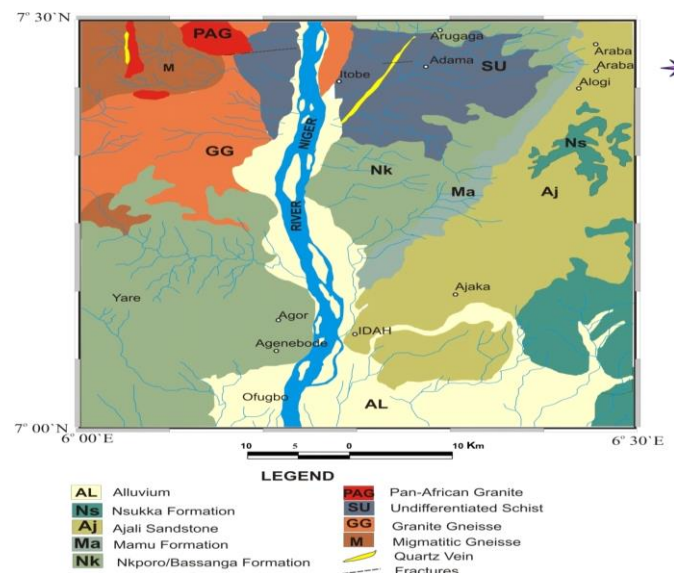 7° 30̀N
PAG
Arugaga
Araba
M
Adama
SU
Araba
Itobe
Alogi
NIGER
Ns
GG
Nk
Ma
Aj
RIVER
Yare
Ajaka
Agor
IDAH
Agenebode
Ofugbo
AL
7° 00̀N
6° 00̀E
6° 30̀E
10 5 0 10 Km
LEGEND
AL Alluvium
Ns Nsukka Formation
Aj Ajali Sandstone
Ma Mamu Formation
Nk Nkporo/Bassanga Formation
PAG Pan-African Granite
SU Undifferentiated Schist
GG Granite Gneisse
M Migmatitic Gneisse
Quartz Vein
Fractures